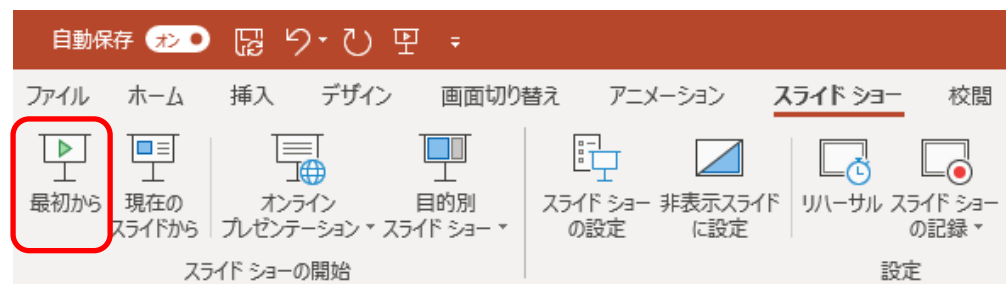 自動保存 オン
ファイル ホーム 挿入 デザイン 画面切り替え アニメーション スライド ショー 校閲
最初から 現在の オンライン 目的別 スライド ショー 非表示スライド リハーサル スライド ショー
スライドから プレゼンテーション スライド ショー の設定 に設定 の記録
スライド ショーの開始 設定